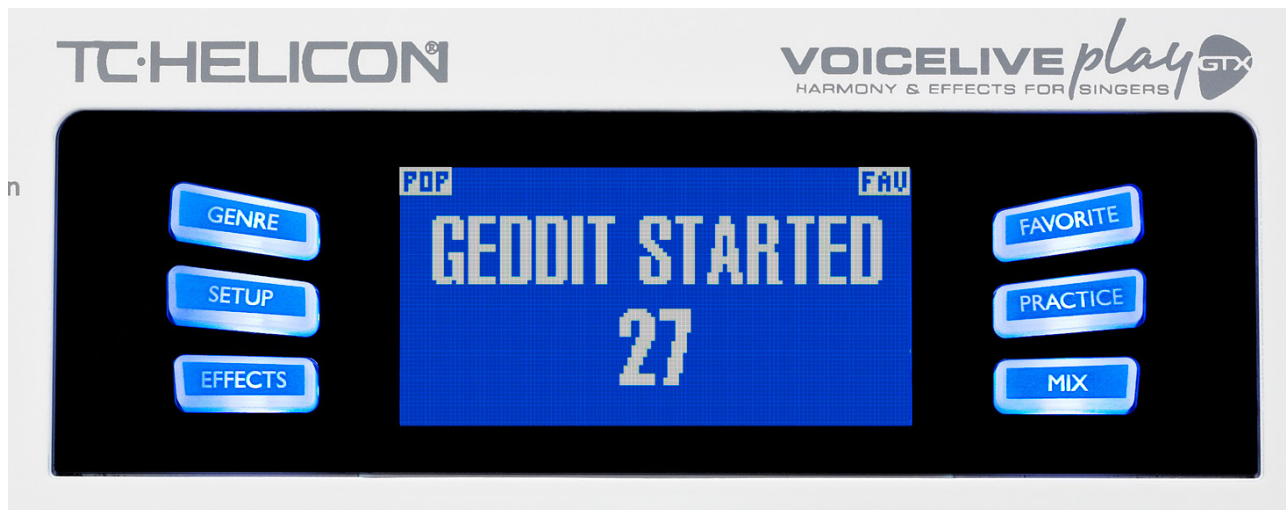 TC·HELICON®
VOICELIVE play GTX
HARMONY & EFFECTS FOR SINGERS
n
POP FAV
GENRE
GEDDIT STARTED
FAVORITE
SETUP
27
PRACTICE
EFFECTS
MIX